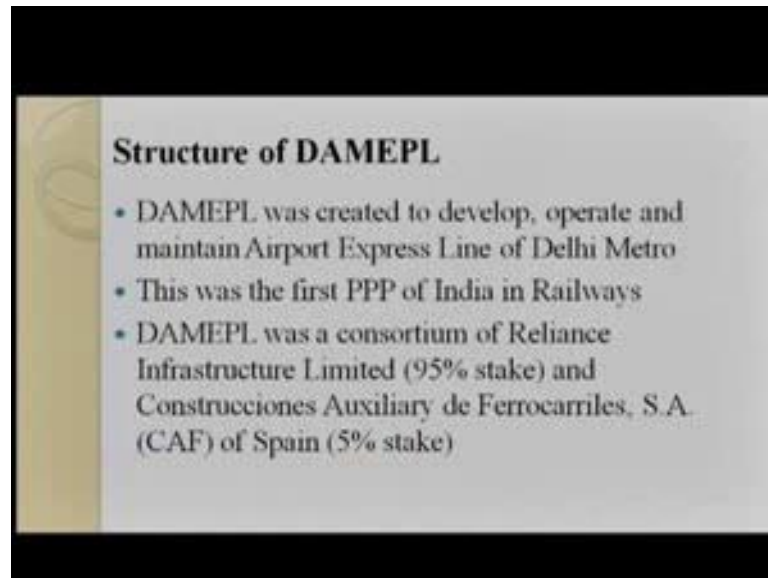 Structure of DAMEPL
• DAMEPL was created to develop, operate and
maintain Airport Express Line of Delhi Metro
• This was the first PPP of India in Railways
• DAMEPL was a consortium of Reliance
Infrastructure Limited (95% stake) and
Construcciones Auxiliary de Ferrocarriles, S.A.
(CAF) of Spain (5% stake)